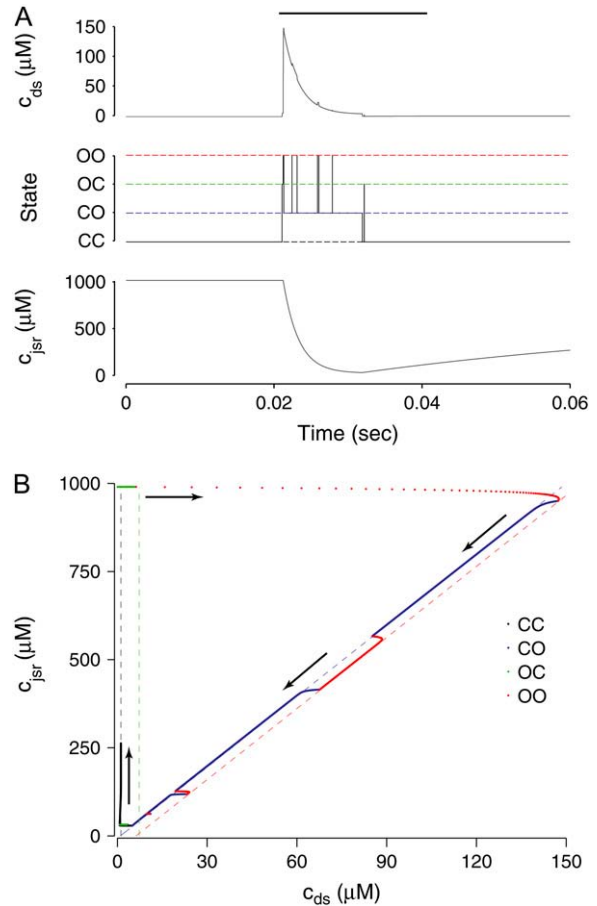 A
150
100
50
0
c_ds (μM)
OO
OC
CO
CC
State
1000
500
0
c_jsr (μM)
0 0.02 0.04 0.06
Time (sec)
B
1000
750
500
250
0
c_jsr (μM)
CC
CO
OC
OO
0 30 60 90 120 150
c_ds (μM)